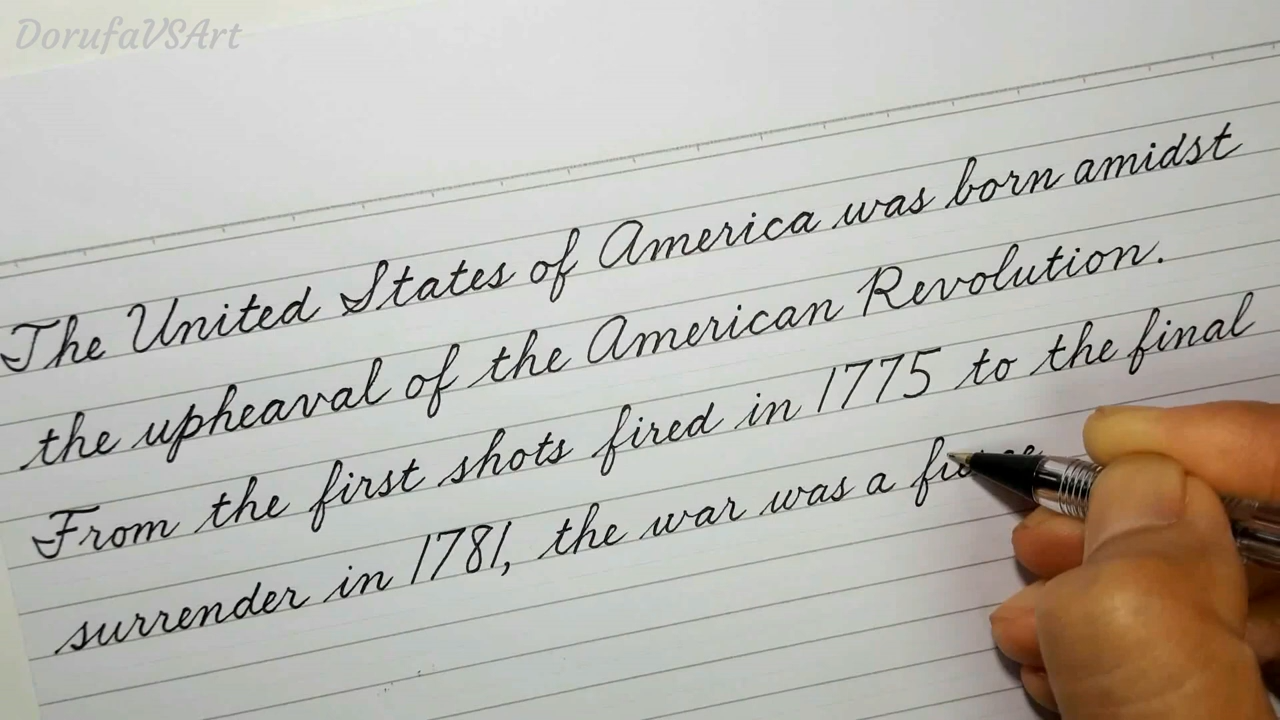 DorufaVSArt
The United States of America was born amidst
the upheaval of the American Revolution.
From the first shots fired in 1775 to the final
surrender in 1781, the war was a